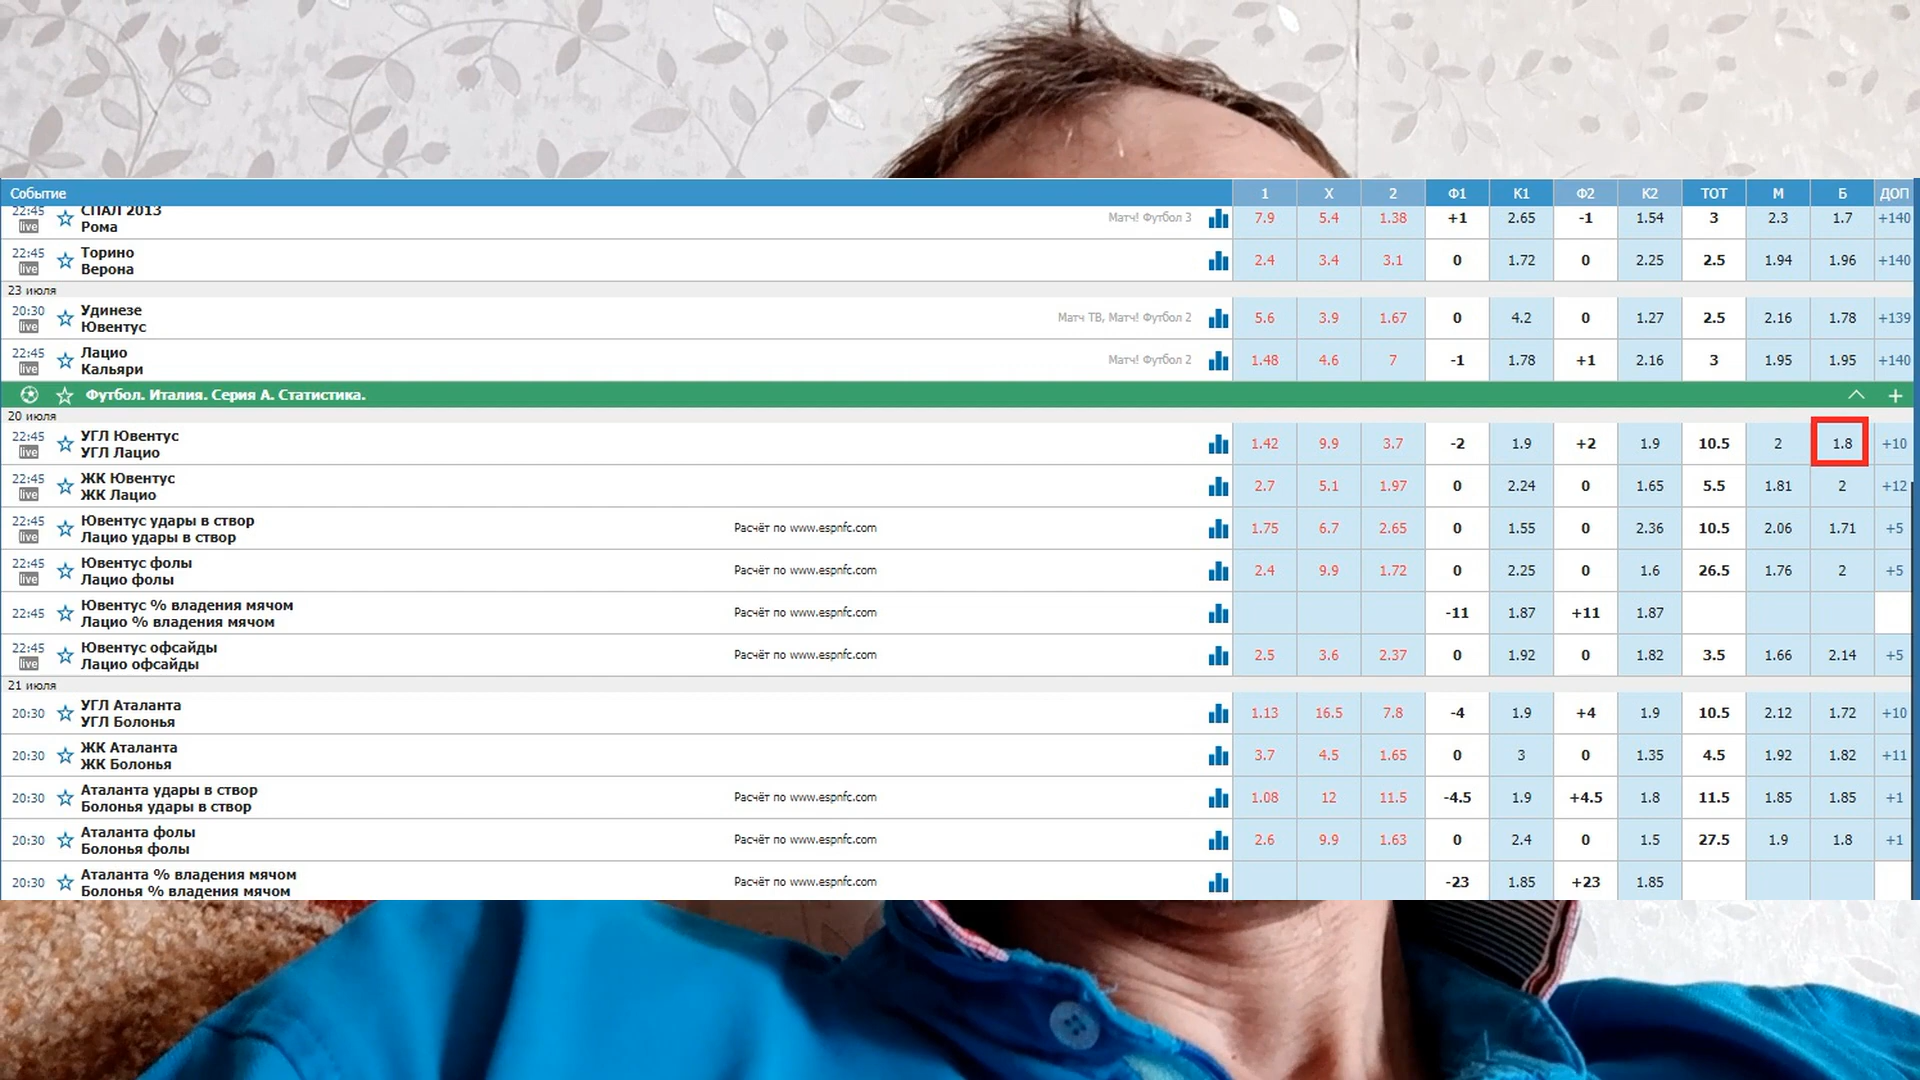 Событие 1 X 2 Ф1 К1 Ф2 К2 ТОТ М Б ДОП
22:45 СПАЛ 2013 Матч! Футбол 3 7.9 5.4 1.38 +1 2.65 -1 1.54 3 2.3 1.7 +140
live Рома
22:45 Торино 2.4 3.4 3.1 0 1.72 0 2.25 2.5 1.94 1.96 +140
live Верона
23 июля
20:30 Удинезе Матч ТВ, Матч! Футбол 2 5.6 3.9 1.67 0 4.2 0 1.27 2.5 2.16 1.78 +139
live Ювентус
22:45 Лацио Матч! Футбол 2 1.48 4.6 7 -1 1.78 +1 2.16 3 1.95 1.95 +140
live Кальяри
Футбол. Италия. Серия А. Статистика. +
20 июля
22:45 УГЛ Ювентус 1.42 9.9 3.7 -2 1.9 +2 1.9 10.5 2 1.8 +10
live УГЛ Лацио
22:45 ЖК Ювентус 2.7 5.1 1.97 0 2.24 0 1.65 5.5 1.81 2 +12
live ЖК Лацио
22:45 Ювентус удары в створ Расчёт по www.espnfc.com 1.75 6.7 2.65 0 1.55 0 2.36 10.5 2.06 1.71 +5
live Лацио удары в створ
22:45 Ювентус фолы Расчёт по www.espnfc.com 2.4 9.9 1.72 0 2.25 0 1.6 26.5 1.76 2 +5
live Лацио фолы
22:45 Ювентус % владения мячом Расчёт по www.espnfc.com -11 1.87 +11 1.87
Лацио % владения мячом
22:45 Ювентус офсайды Расчёт по www.espnfc.com 2.5 3.6 2.37 0 1.92 0 1.82 3.5 1.66 2.14 +5
live Лацио офсайды
21 июля
20:30 УГЛ Аталанта 1.13 16.5 7.8 -4 1.9 +4 1.9 10.5 2.12 1.72 +10
УГЛ Болонья
20:30 ЖК Аталанта 3.7 4.5 1.65 0 3 0 1.35 4.5 1.92 1.82 +11
ЖК Болонья
20:30 Аталанта удары в створ Расчёт по www.espnfc.com 1.08 12 11.5 -4.5 1.9 +4.5 1.8 11.5 1.85 1.85 +1
Болонья удары в створ
20:30 Аталанта фолы Расчёт по www.espnfc.com 2.6 9.9 1.63 0 2.4 0 1.5 27.5 1.9 1.8 +1
Болонья фолы
20:30 Аталанта % владения мячом Расчёт по www.espnfc.com -23 1.85 +23 1.85
Болонья % владения мячом